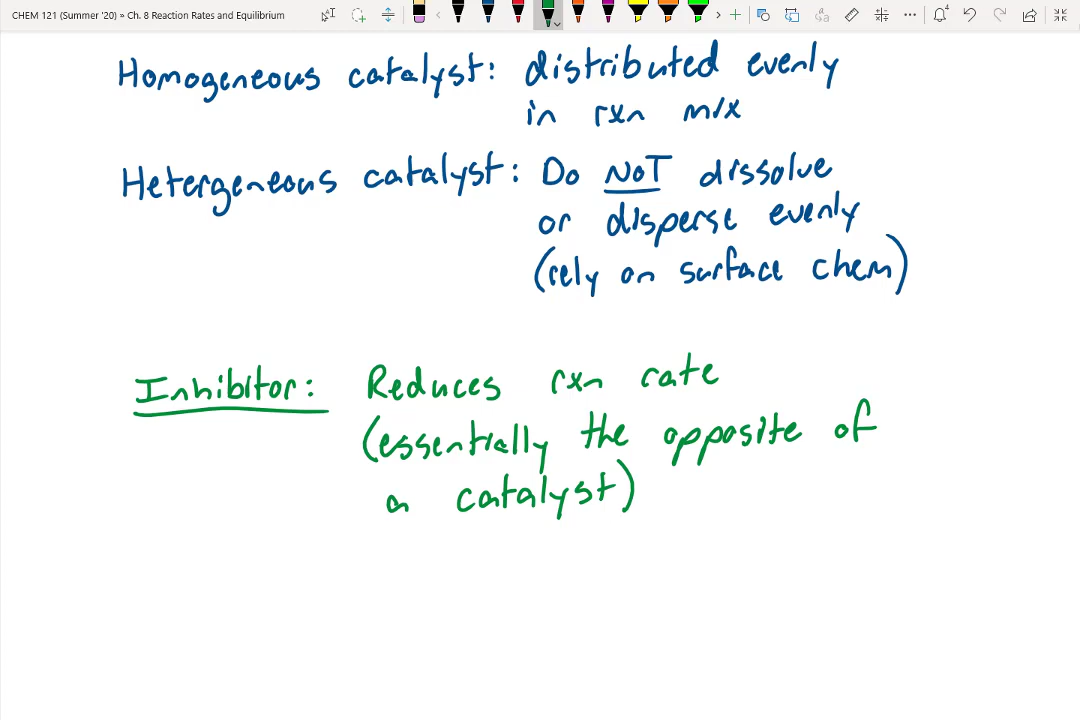 CHEM 121 (Summer '20) » Ch. 8 Reaction Rates and Equilibrium
Homogeneous catalyst: distributed evenly
in rxn mix
Hetergeneous catalyst: Do NOT dissolve
or disperse evenly
(rely on surface chem)
Inhibitor: Reduces rxn rate
(essentially the opposite of
a catalyst)